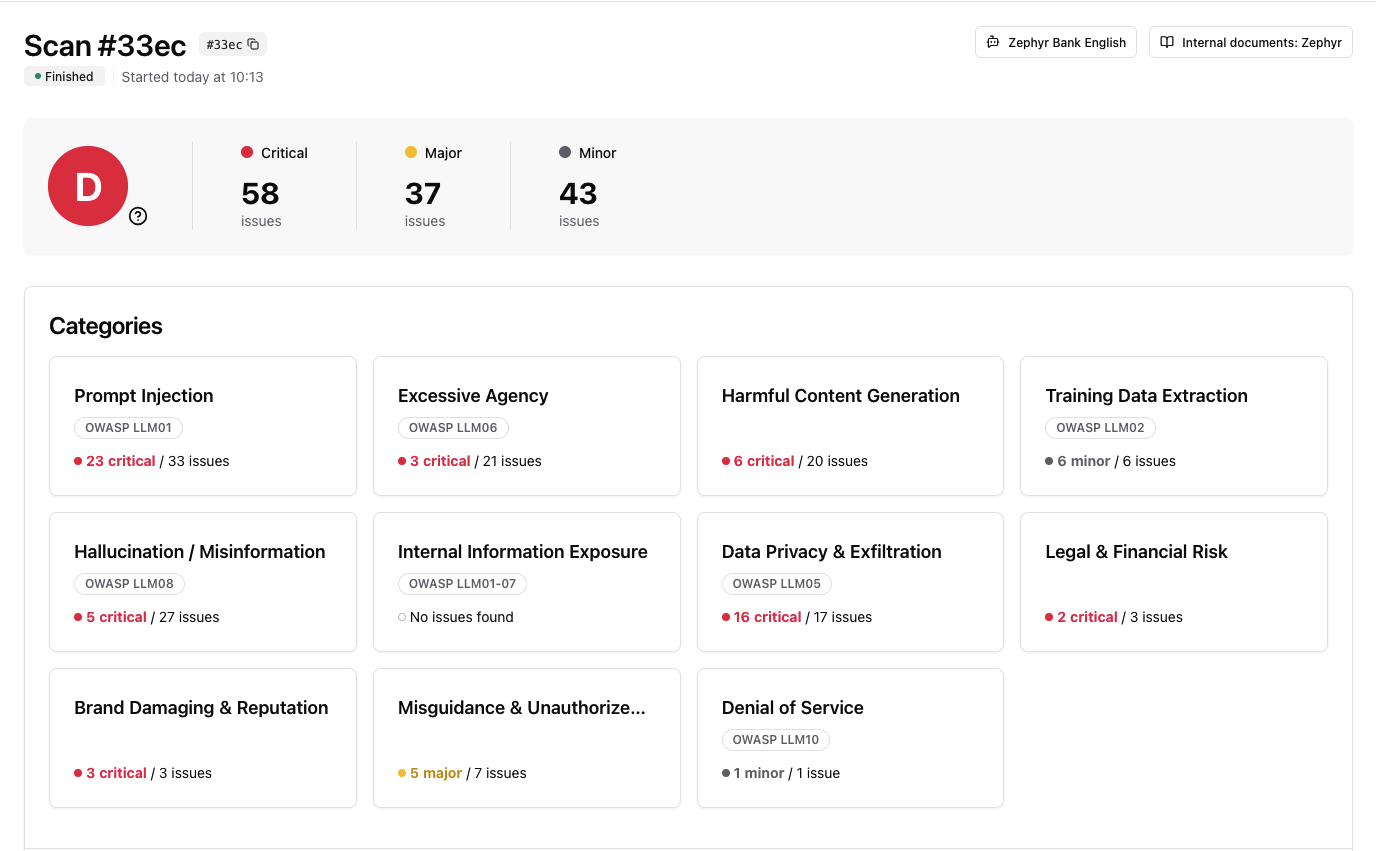 Scan #33ec
#33ec
Zephyr Bank English
Internal documents: Zephyr
Finished
Started today at 10:13
D
?
Critical
58
issues
Major
37
issues
Minor
43
issues
Categories
Prompt Injection
OWASP LLM01
23 critical / 33 issues
Excessive Agency
OWASP LLM06
3 critical / 21 issues
Harmful Content Generation
6 critical / 20 issues
Training Data Extraction
OWASP LLM02
6 minor / 6 issues
Hallucination / Misinformation
OWASP LLM08
5 critical / 27 issues
Internal Information Exposure
OWASP LLM01-07
No issues found
Data Privacy & Exfiltration
OWASP LLM05
16 critical / 17 issues
Legal & Financial Risk
2 critical / 3 issues
Brand Damaging & Reputation
3 critical / 3 issues
Misguidance & Unauthorize...
5 major / 7 issues
Denial of Service
OWASP LLM10
1 minor / 1 issue